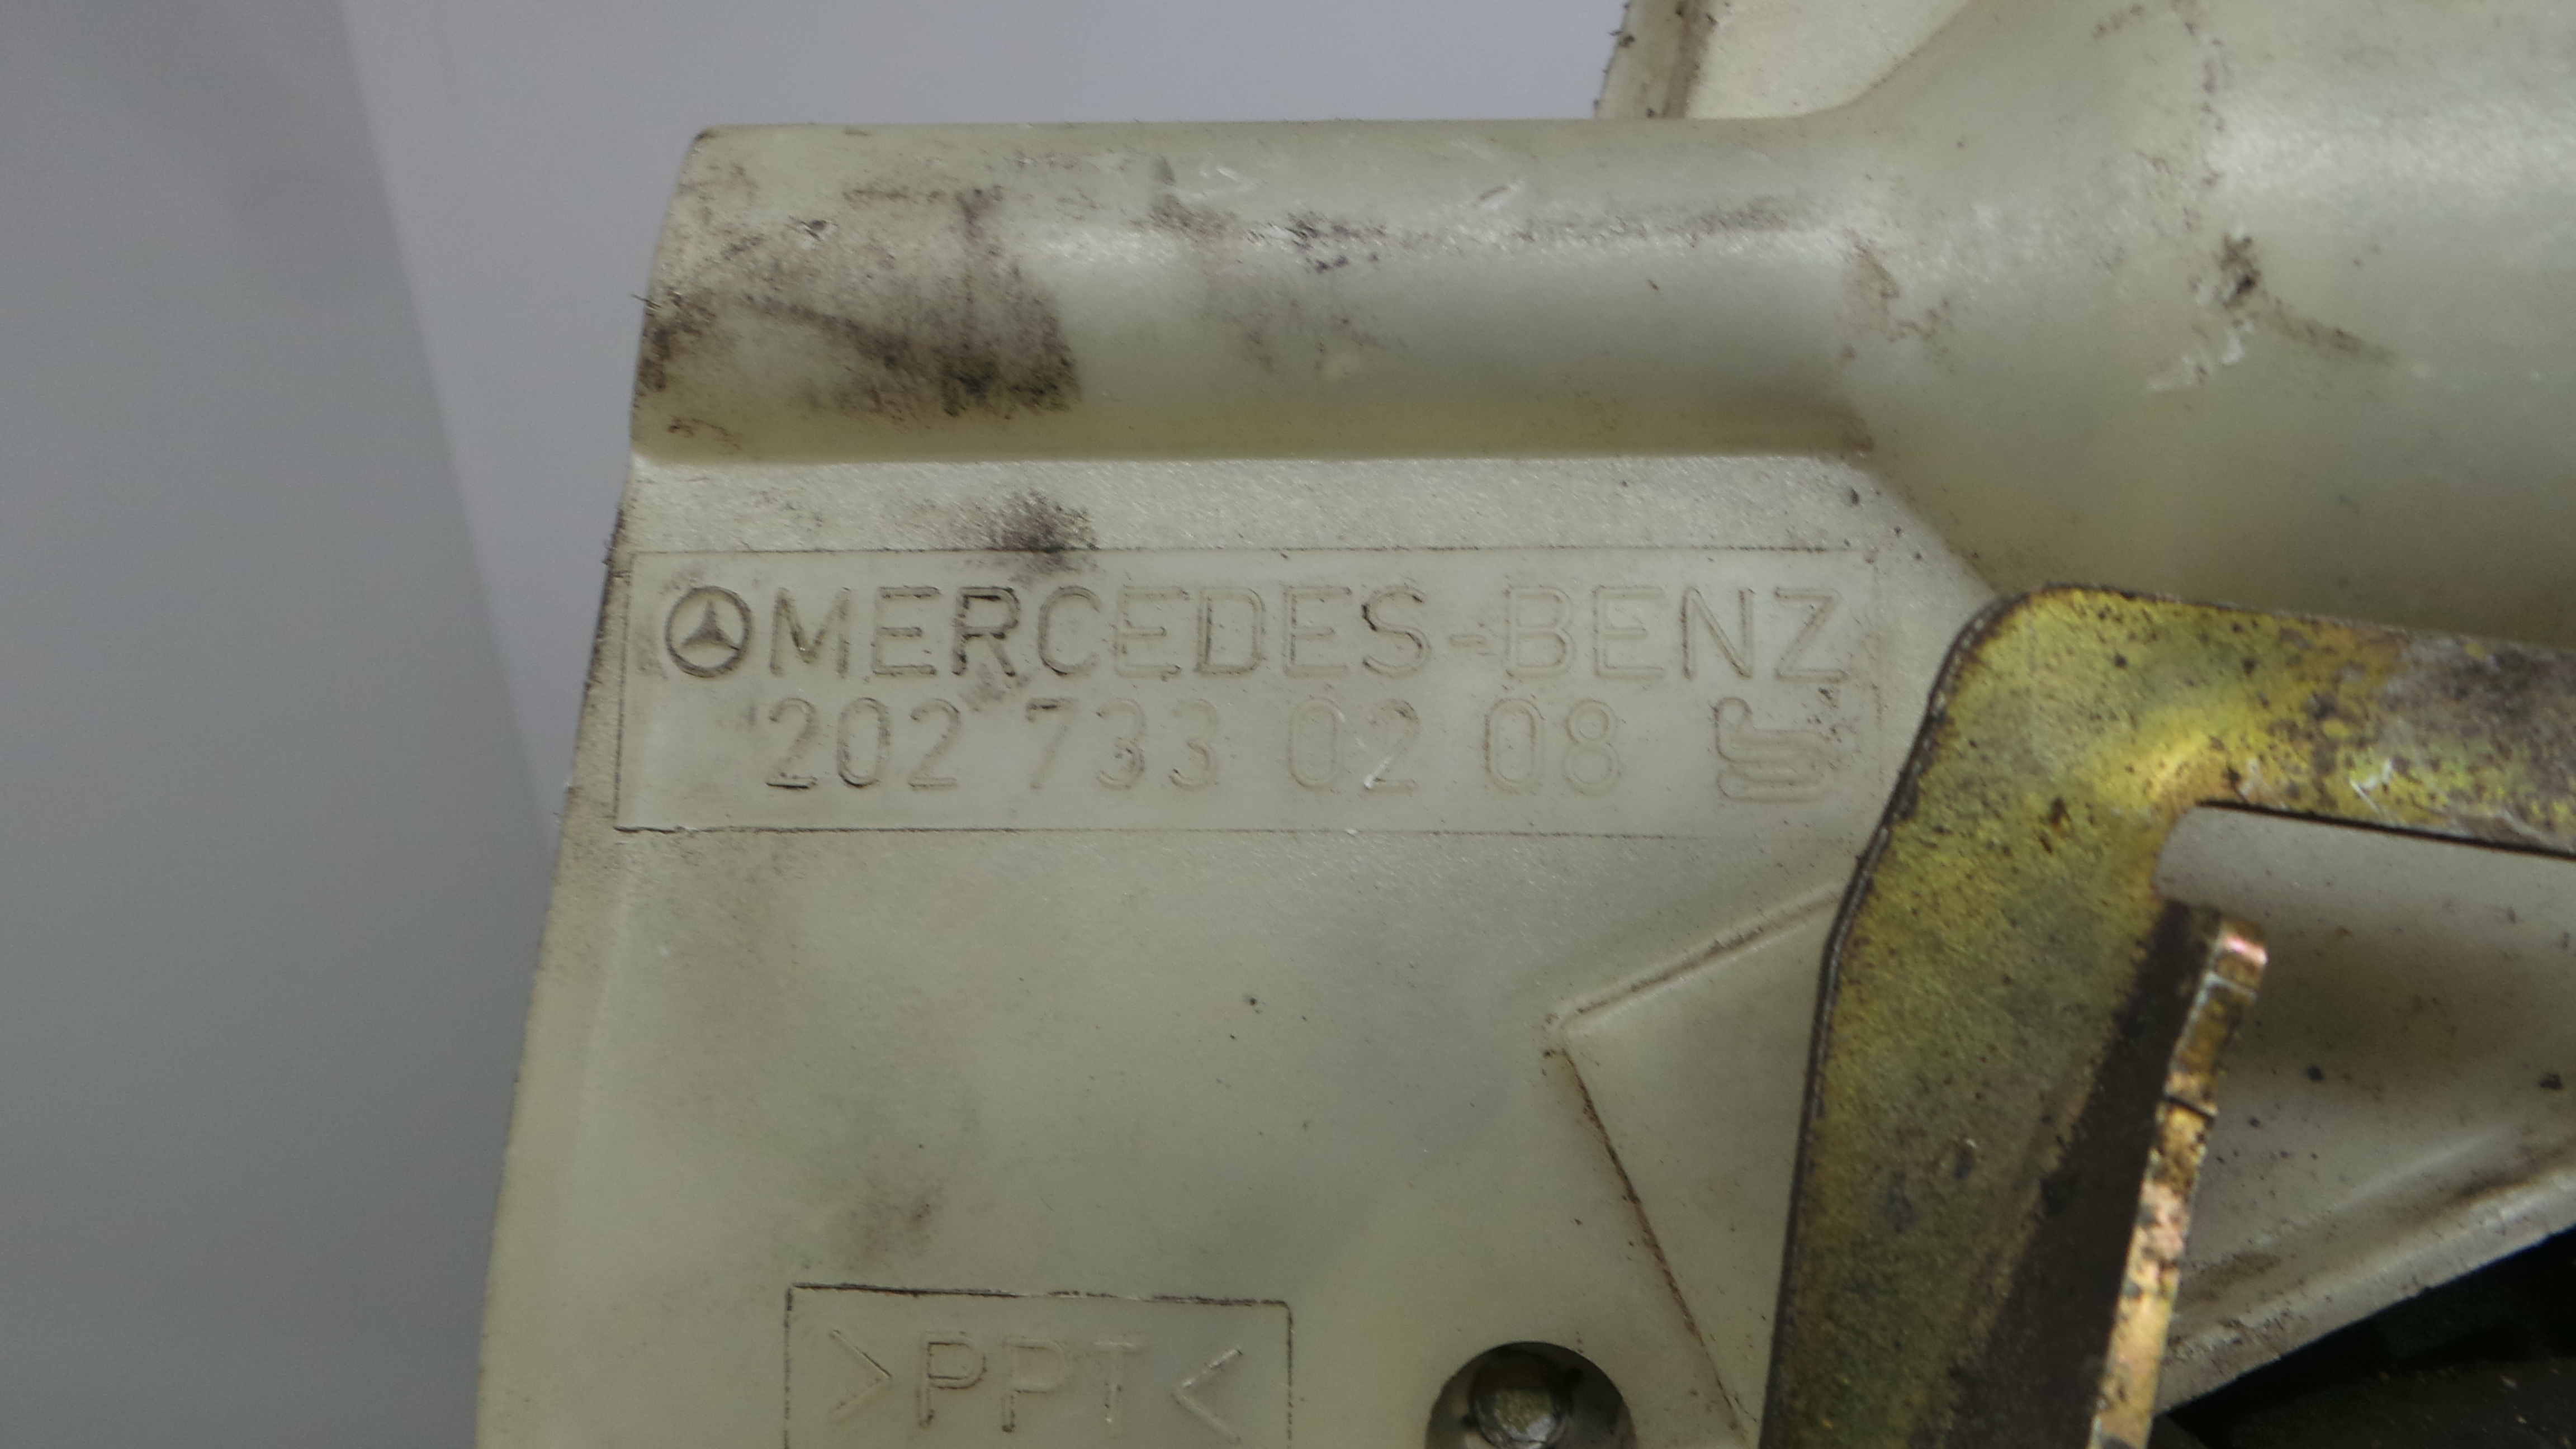 MERCEDES-BENZ
202 733 02 08
>PPT<